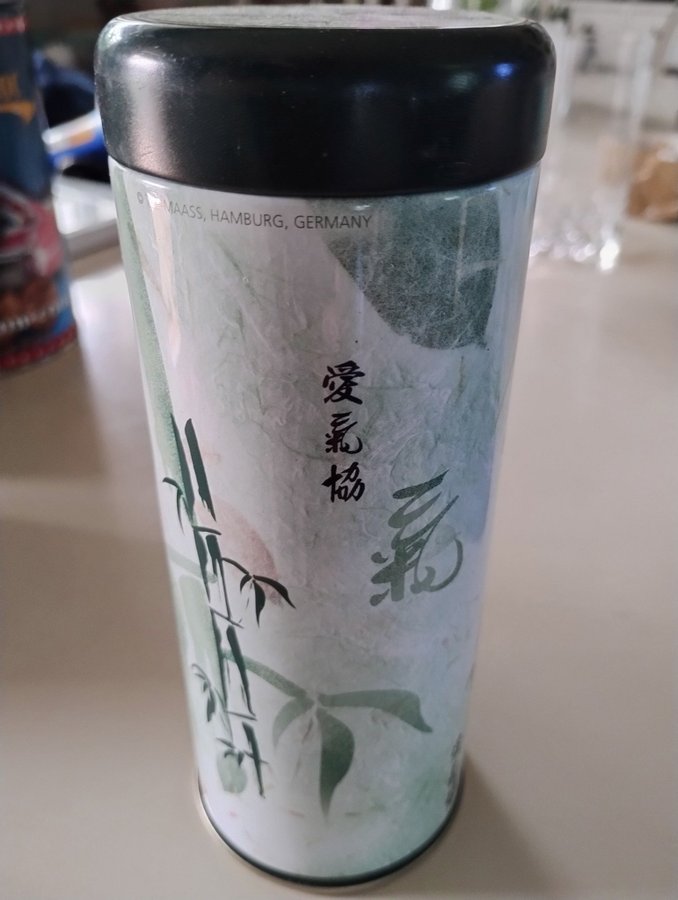 MAASS, HAMBURG, GERMANY
愛氣協
氣